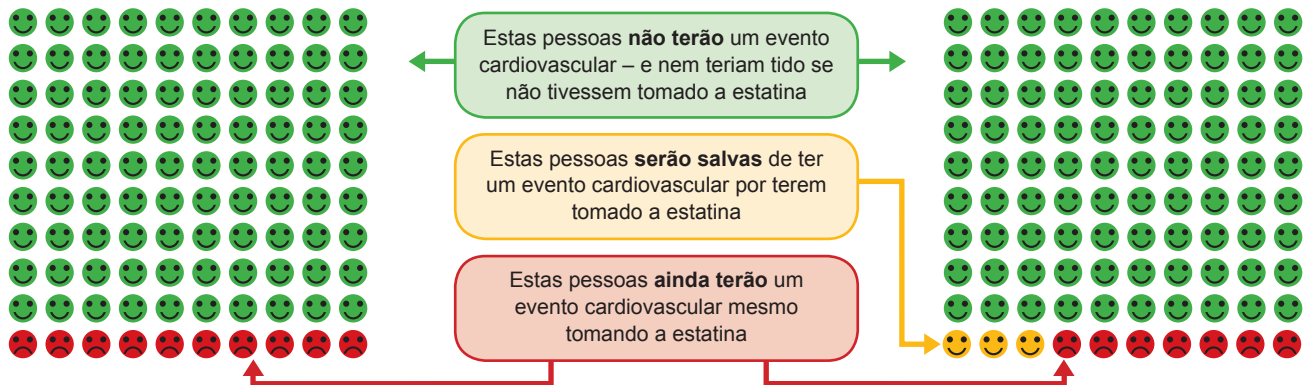 Estas pessoas não terão um evento
cardiovascular – e nem teriam tido se
não tivessem tomado a estatina
Estas pessoas serão salvas de ter
um evento cardiovascular por terem
tomado a estatina
Estas pessoas ainda terão um
evento cardiovascular mesmo
tomando a estatina